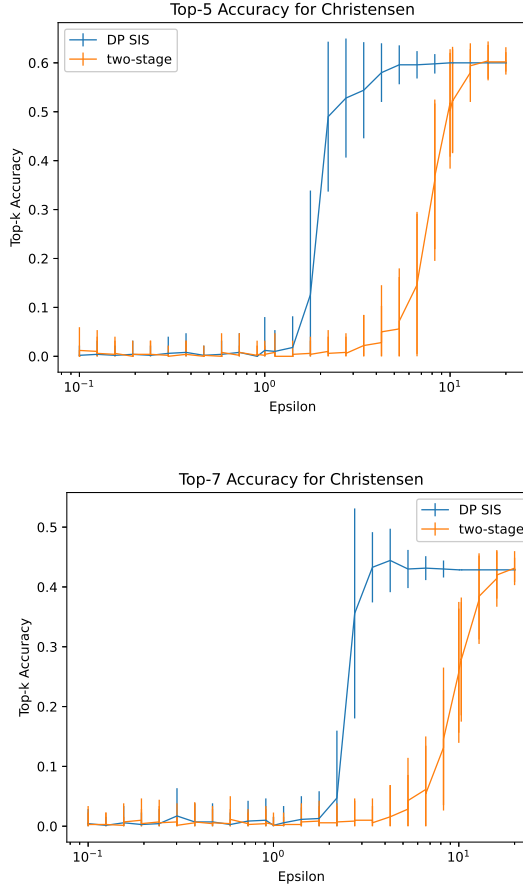 Top-5 Accuracy for Christensen
DP SIS
two-stage
0.6
0.5
0.4
0.3
0.2
0.1
0.0
Top-k Accuracy
10⁻¹
10⁰
10¹
Epsilon
Top-7 Accuracy for Christensen
DP SIS
two-stage
0.5
0.4
0.3
0.2
0.1
0.0
Top-k Accuracy
10⁻¹
10⁰
10¹
Epsilon